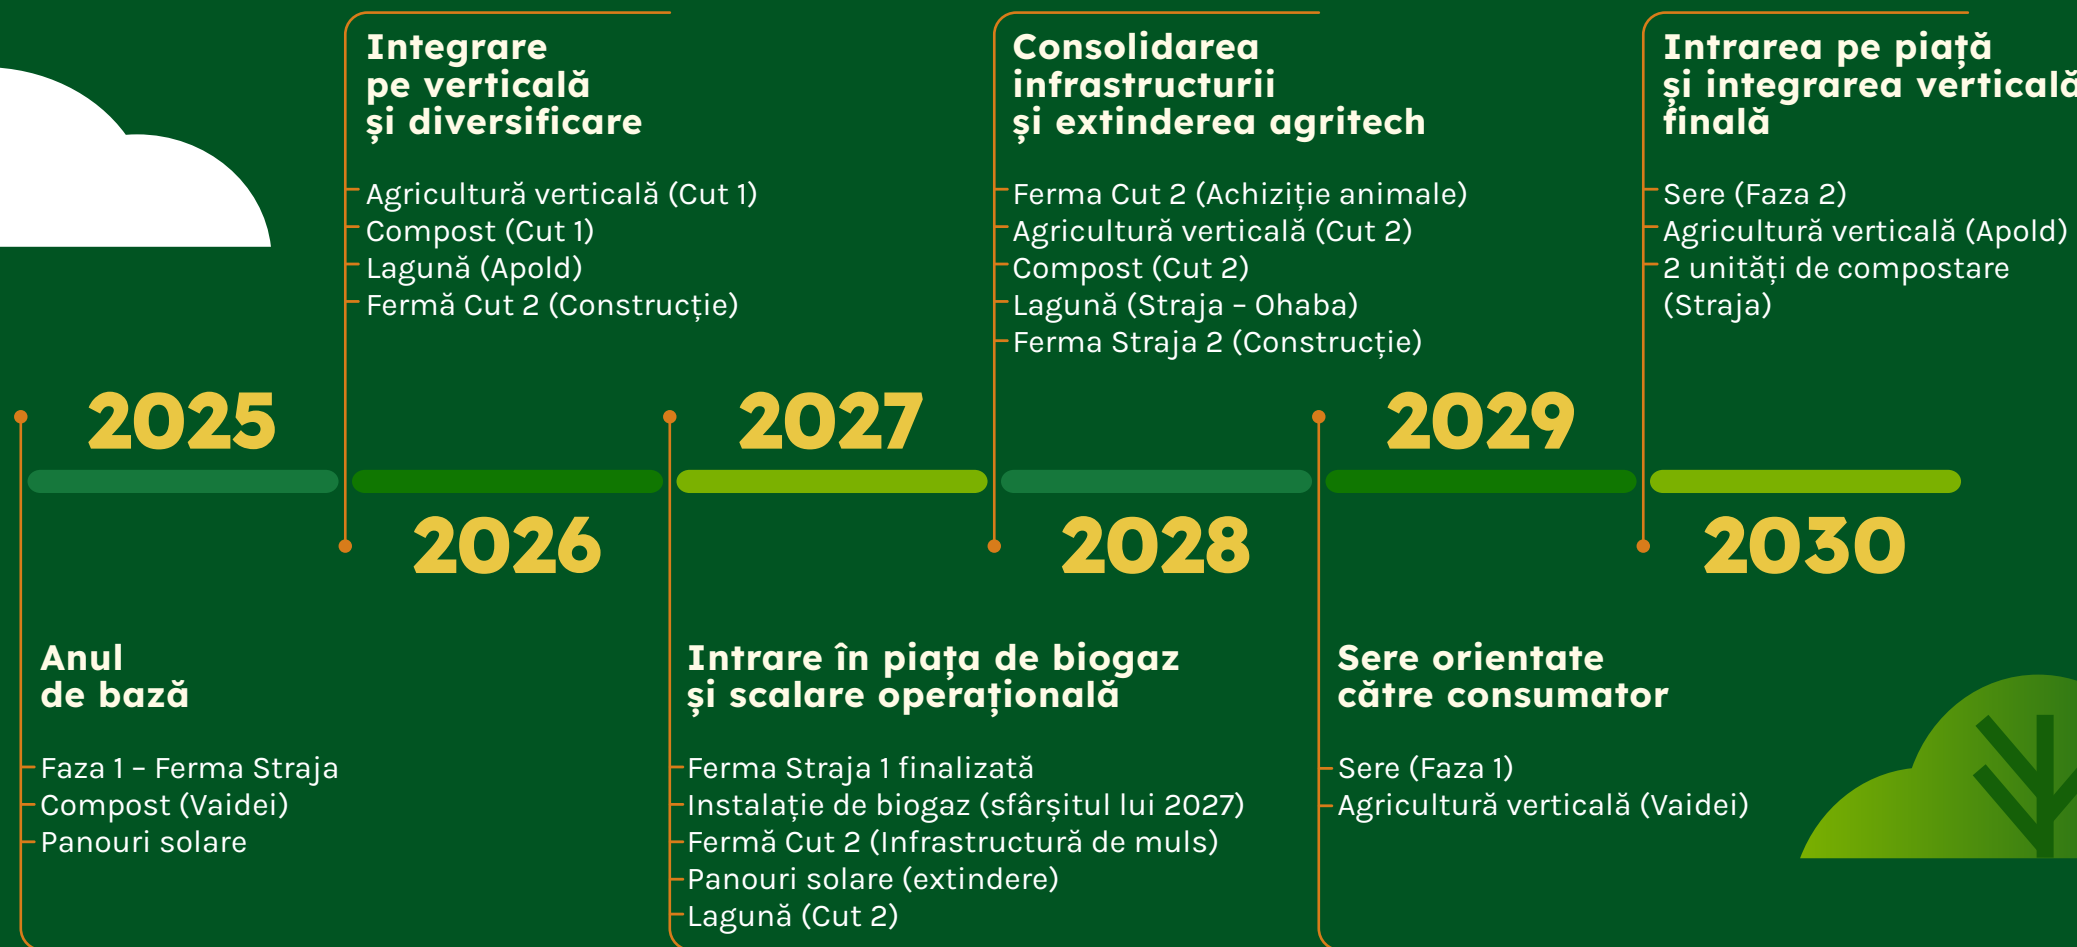 Integrare
pe verticală
și diversificare
Agricultură verticală (Cut 1)
Compost (Cut 1)
Lagună (Apold)
Fermă Cut 2 (Construcție)
Consolidarea
infrastructurii
și extinderea agritech
Ferma Cut 2 (Achiziție animale)
Agricultură verticală (Cut 2)
Compost (Cut 2)
Lagună (Straja – Ohaba)
Ferma Straja 2 (Construcție)
Intrarea pe piață
și integrarea verticală
finală
Sere (Faza 2)
Agricultură verticală (Apold)
2 unități de compostare
(Straja)
2025
2027
2029
2026
2028
2030
Anul
de bază
Faza 1 – Ferma Straja
Compost (Vaidei)
Panouri solare
Intrare în piața de biogaz
și scalare operațională
Ferma Straja 1 finalizată
Instalație de biogaz (sfârșitul lui 2027)
Fermă Cut 2 (Infrastructură de muls)
Panouri solare (extindere)
Lagună (Cut 2)
Sere orientate
către consumator
Sere (Faza 1)
Agricultură verticală (Vaidei)